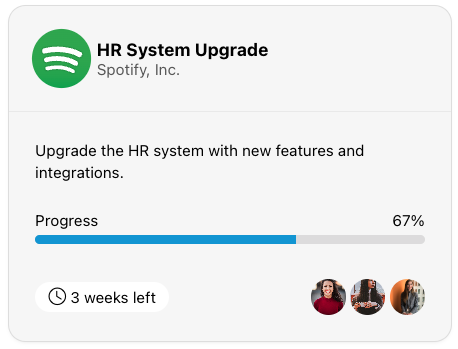 HR System Upgrade
Spotify, Inc.
Upgrade the HR system with new features and
integrations.
Progress 67%
3 weeks left